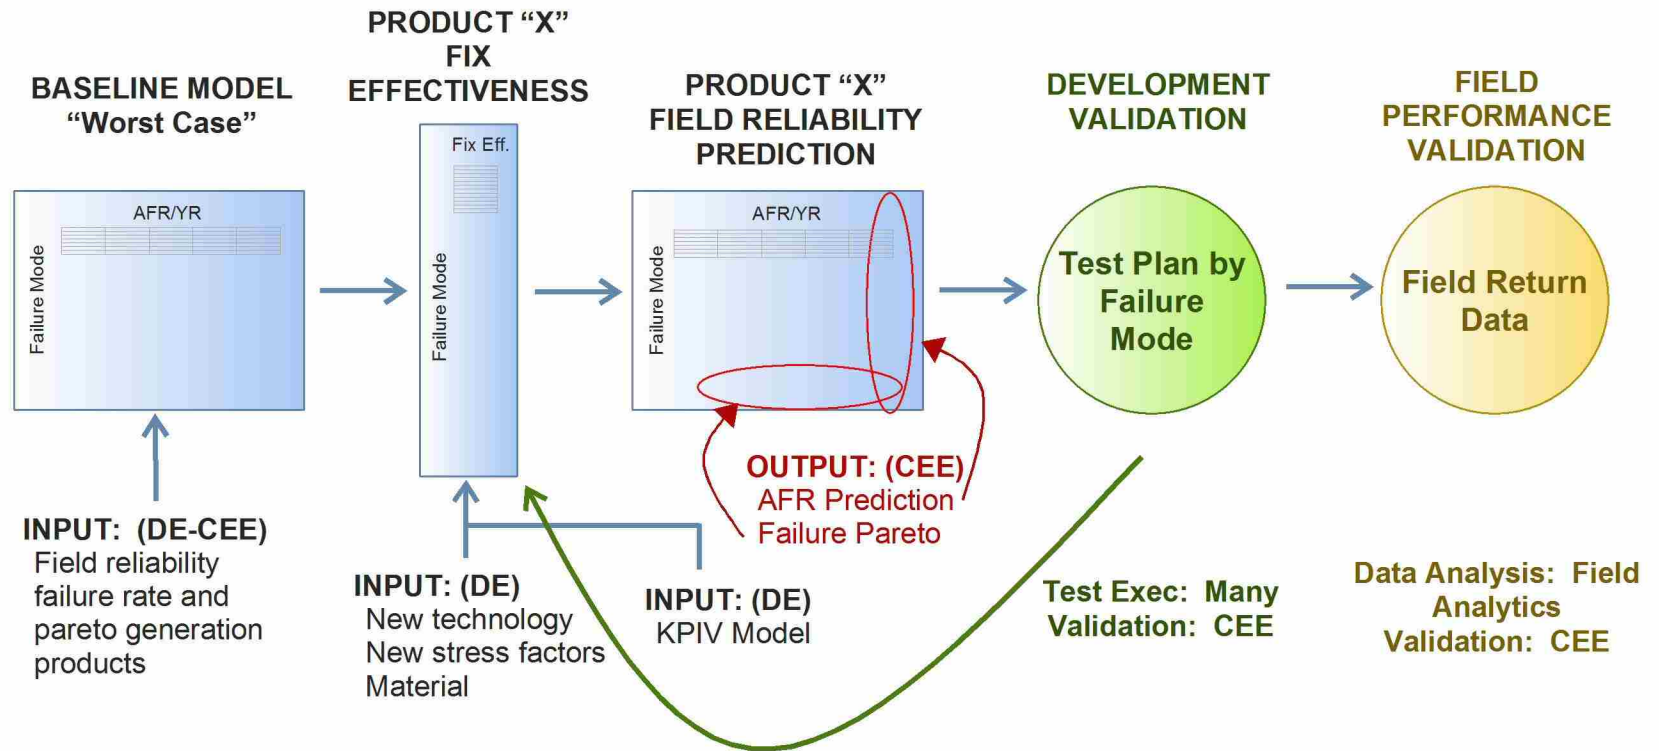 BASELINE MODEL
“Worst Case”
AFR/YR
Failure Mode
INPUT:  (DE-CEE)
Field reliability
failure rate and
pareto generation
products
PRODUCT “X”
FIX
EFFECTIVENESS
Fix Eff.
Failure Mode
INPUT: (DE)
New technology
New stress factors
Material
INPUT: (DE)
KPIV Model
PRODUCT “X”
FIELD RELIABILITY
PREDICTION
AFR/YR
Failure Mode
OUTPUT: (CEE)
AFR Prediction
Failure Pareto
DEVELOPMENT
VALIDATION
Test Plan by
Failure
Mode
Test Exec:  Many
Validation:  CEE
FIELD
PERFORMANCE
VALIDATION
Field Return
Data
Data Analysis:  Field
Analytics
Validation:  CEE